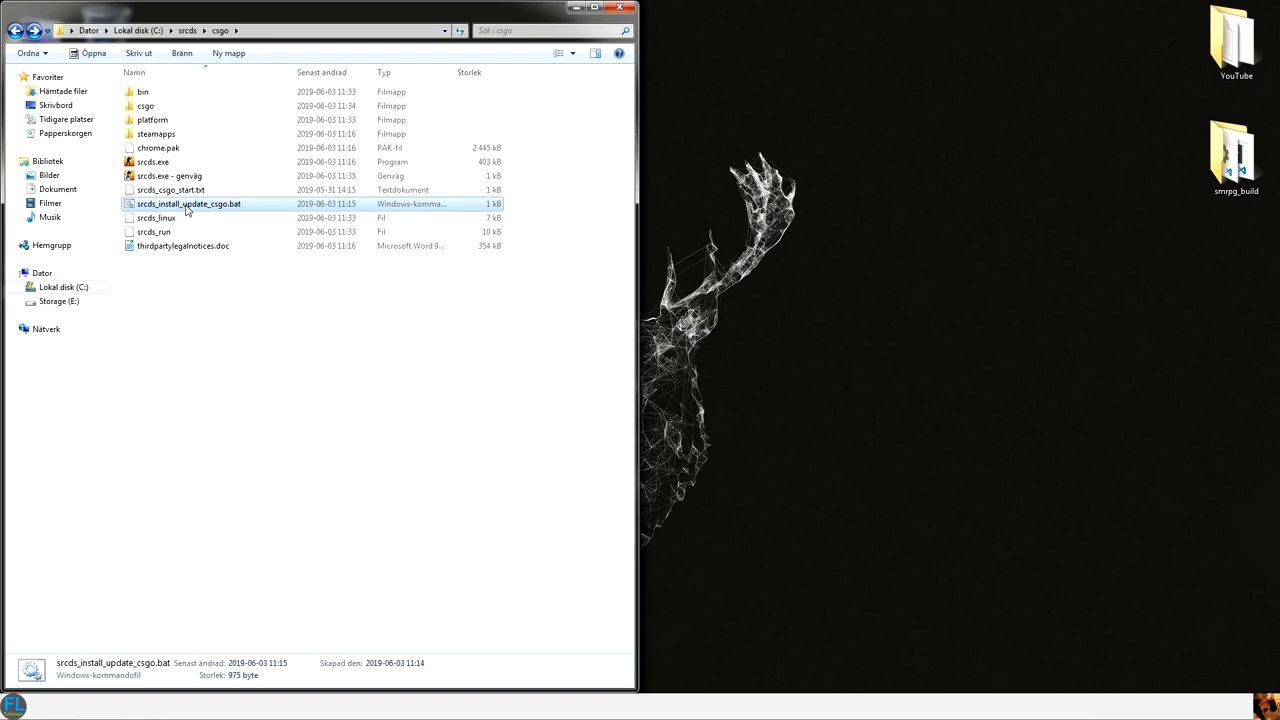 Dator ▸ Lokal disk (C:) ▸ srcds ▸ csgo ▸
Sök i csgo
Ordna
Öppna
Skriv ut
Bränn
Ny mapp
Namn Senast ändrad Typ Storlek
Favoriter
Hämtade filer
Skrivbord
Tidigare platser
Papperskorgen
Bibliotek
Bilder
Dokument
Filmer
Musik
Hemgrupp
Dator
Lokal disk (C:)
Storage (E:)
Nätverk
bin 2019-06-03 11:33 Filmapp
csgo 2019-06-03 11:34 Filmapp
platform 2019-06-03 11:33 Filmapp
steamapps 2019-06-03 11:33 Filmapp
chrome.pak 2019-06-03 11:16 PAK-fil 2 445 kB
srcds.exe 2019-06-03 11:16 Program 403 kB
srcds.exe - genväg 2019-06-03 11:35 Genväg 1 kB
srcds_csgo_start.txt 2019-05-31 14:15 Textdokument 1 kB
srcds_install_update_csgo.bat 2019-06-03 11:15 Windows-komma... 1 kB
srcds_linux 2019-06-03 11:33 Fil 7 kB
srcds_run 2019-06-03 11:33 Fil 10 kB
thirdpartylegalnotices.doc 2019-06-03 11:16 Microsoft Word 9... 354 kB
srcds_install_update_csgo.bat Senast ändrad: 2019-06-03 11:15 Skapad den: 2019-06-03 11:14
Windows-kommandofil Storlek: 975 byte
YouTube
smrpg_build
FL